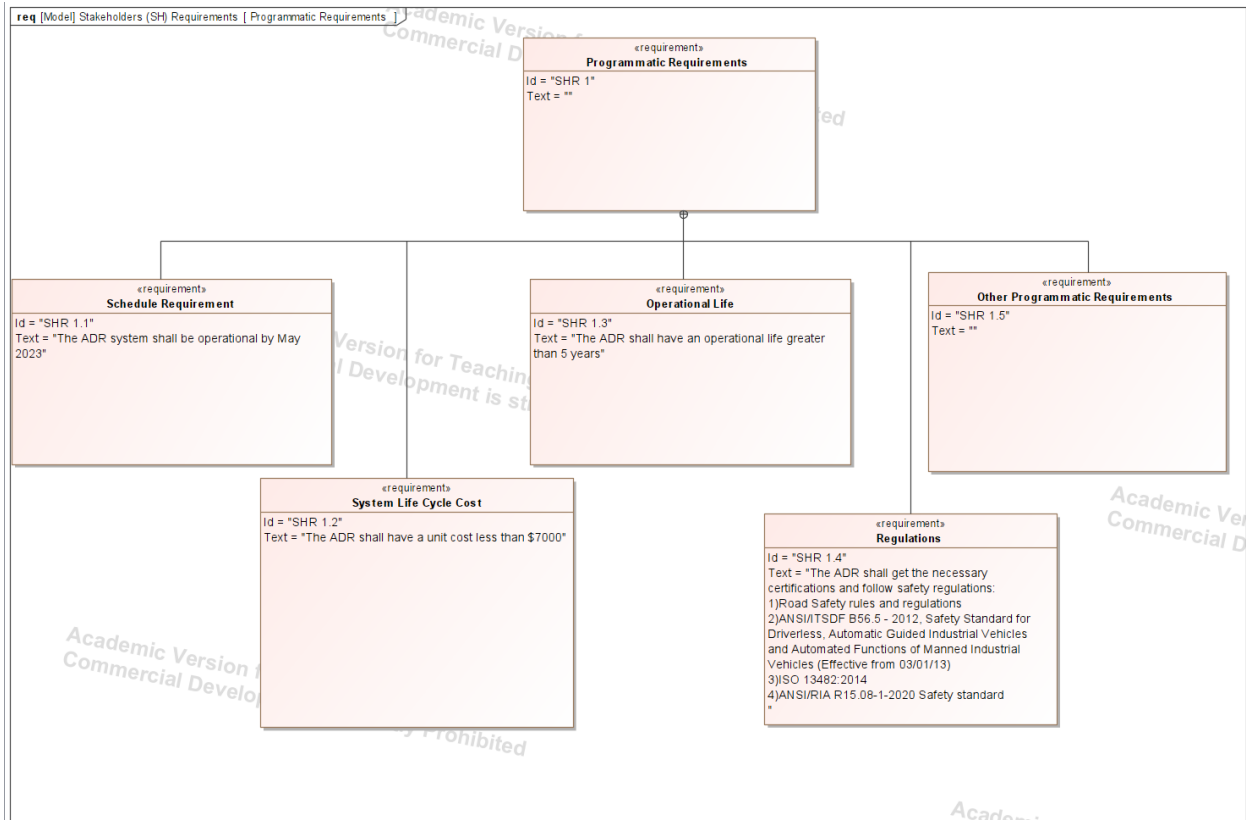 req [Model] Stakeholders (SH) Requirements [ Programmatic Requirements ]
Academic Version
Commercial
«requirement»
Programmatic Requirements
Id = "SHR 1"
Text = ""
«requirement»
Schedule Requirement
Id = "SHR 1.1"
Text = "The ADR system shall be operational by May
2023"
«requirement»
Operational Life
Id = "SHR 1.3"
Text = "The ADR shall have an operational life greater
than 5 years"
«requirement»
Other Programmatic Requirements
Id = "SHR 1.5"
Text = ""
Version for Teaching
Development is
«requirement»
System Life Cycle Cost
Id = "SHR 1.2"
Text = "The ADR shall have a unit cost less than $7000"
«requirement»
Regulations
Id = "SHR 1.4"
Text = "The ADR shall get the necessary
certifications and follow safety regulations:
1)Road Safety rules and regulations
2)ANSI/ITSDF B56.5 - 2012, Safety Standard for
Driverless, Automatic Guided Industrial Vehicles
and Automated Functions of Manned Industrial
Vehicles (Effective from 03/01/13)
3)ISO 13482:2014
4)ANSI/RIA R15.08-1-2020 Safety standard
"
Academic
Commercial
Academic Version
Commercial
Prohibited